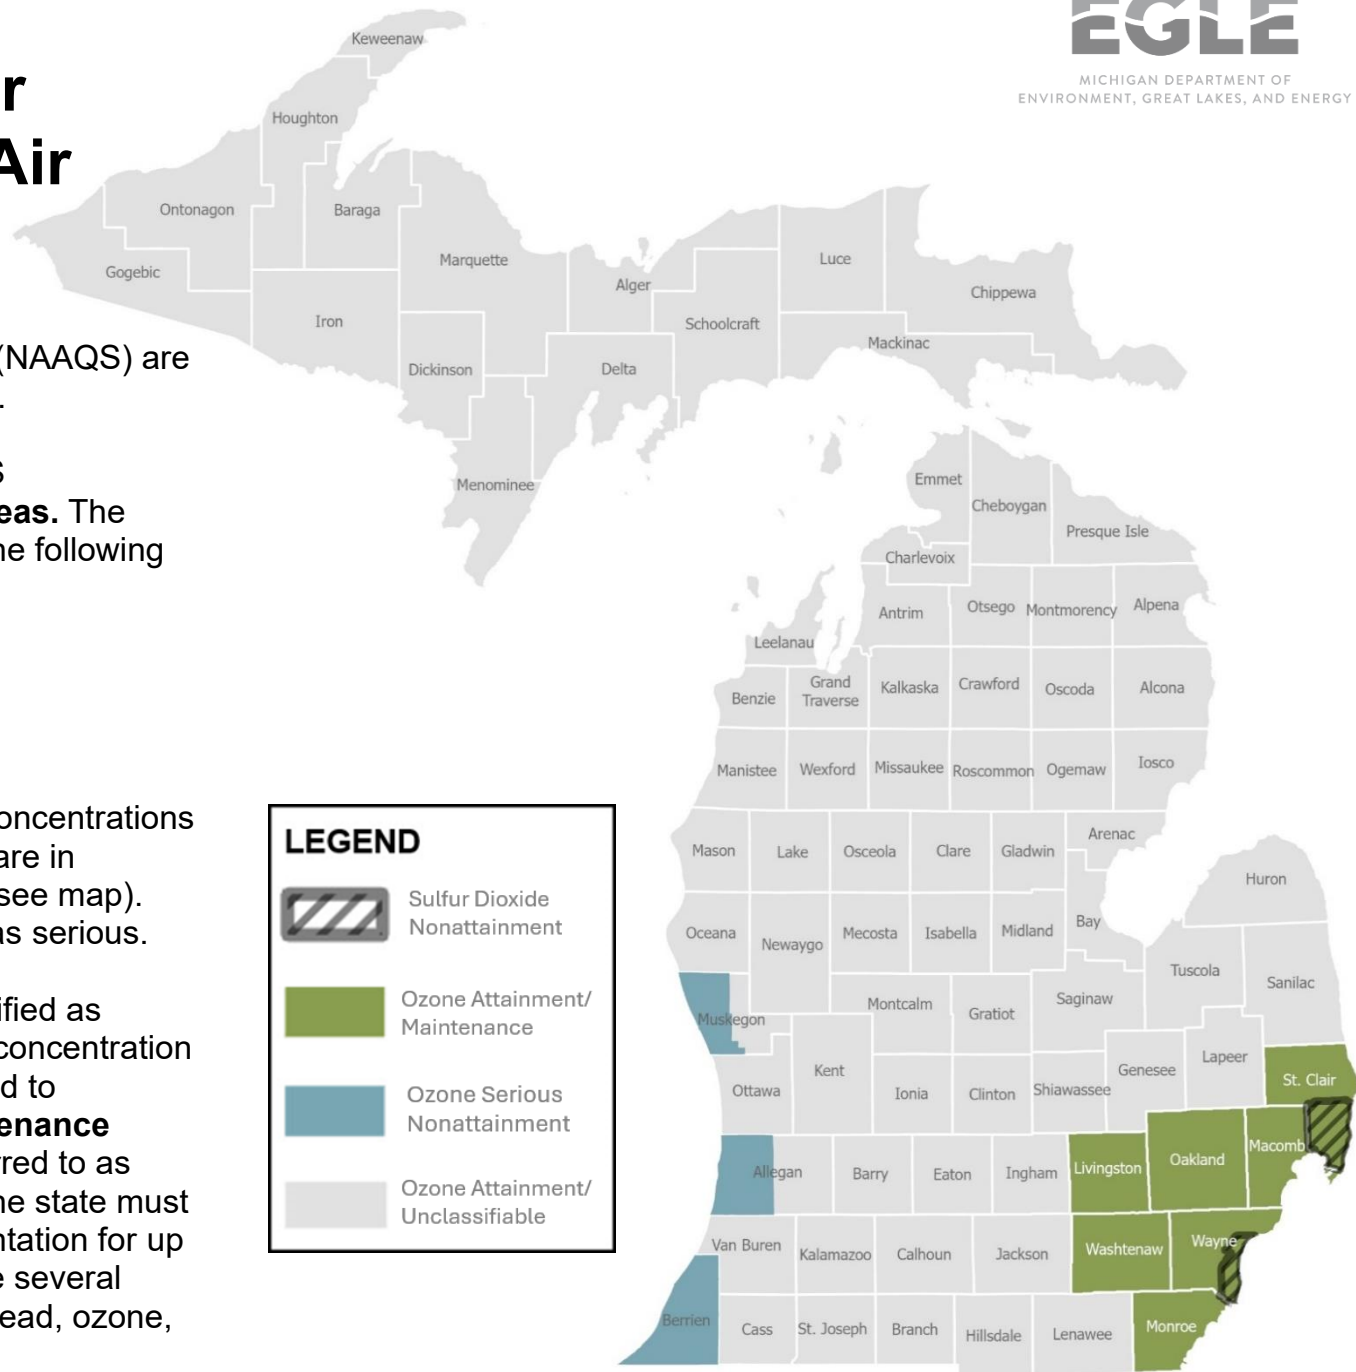 EGLE
MICHIGAN DEPARTMENT OF
ENVIRONMENT, GREAT LAKES, AND ENERGY
r
Air
(NAAQS) are
.
S
eas. The
ne following
oncentrations
are in
see map).
as serious.
ified as
concentration
d to
enance
rred to as
ne state must
ntation for up
e several
ead, ozone,
Keweenaw
Houghton
Ontonagon
Baraga
Gogebic
Marquette
Alger
Luce
Chippewa
Iron
Schoolcraft
Mackinac
Dickinson
Delta
Menominee
Emmet
Cheboygan
Presque Isle
Charlevoix
Antrim
Otsego
Montmorency
Alpena
Leelanau
Benzie
Grand
Traverse
Kalkaska
Crawford
Oscoda
Alcona
Manistee
Wexford
Missaukee
Roscommon
Ogemaw
Iosco
Mason
Lake
Osceola
Clare
Gladwin
Arenac
Huron
Oceana
Newaygo
Mecosta
Isabella
Midland
Bay
Tuscola
Sanilac
Muskegon
Montcalm
Gratiot
Saginaw
Ottawa
Kent
Ionia
Clinton
Shiawassee
Genesee
Lapeer
St. Clair
Allegan
Barry
Eaton
Ingham
Livingston
Oakland
Macomb
Van Buren
Kalamazoo
Calhoun
Jackson
Washtenaw
Wayne
Berrien
Cass
St. Joseph
Branch
Hillsdale
Lenawee
Monroe
LEGEND
Sulfur Dioxide
Nonattainment
Ozone Attainment/
Maintenance
Ozone Serious
Nonattainment
Ozone Attainment/
Unclassifiable